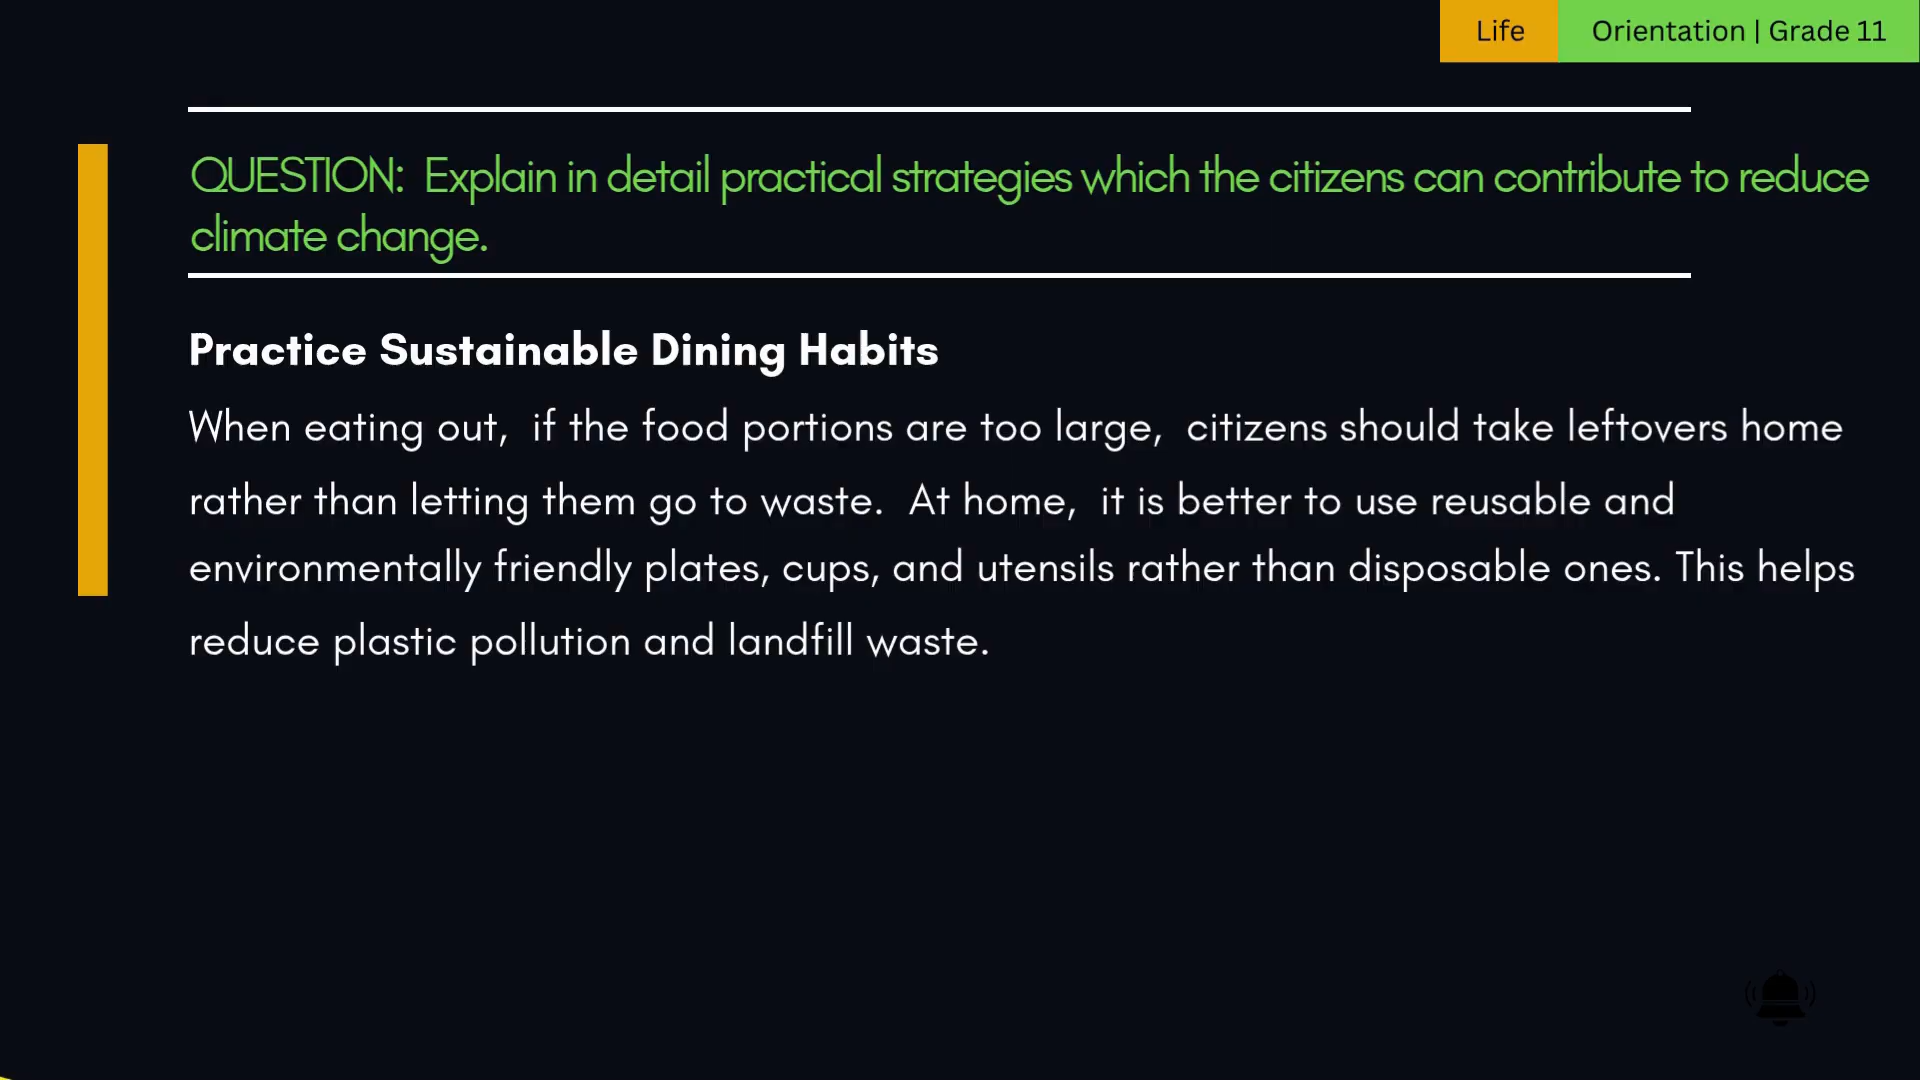 Life Orientation | Grade 11
QUESTION: Explain in detail practical strategies which the citizens can contribute to reduce
climate change.
Practice Sustainable Dining Habits
When eating out, if the food portions are too large, citizens should take leftovers home
rather than letting them go to waste. At home, it is better to use reusable and
environmentally friendly plates, cups, and utensils rather than disposable ones. This helps
reduce plastic pollution and landfill waste.